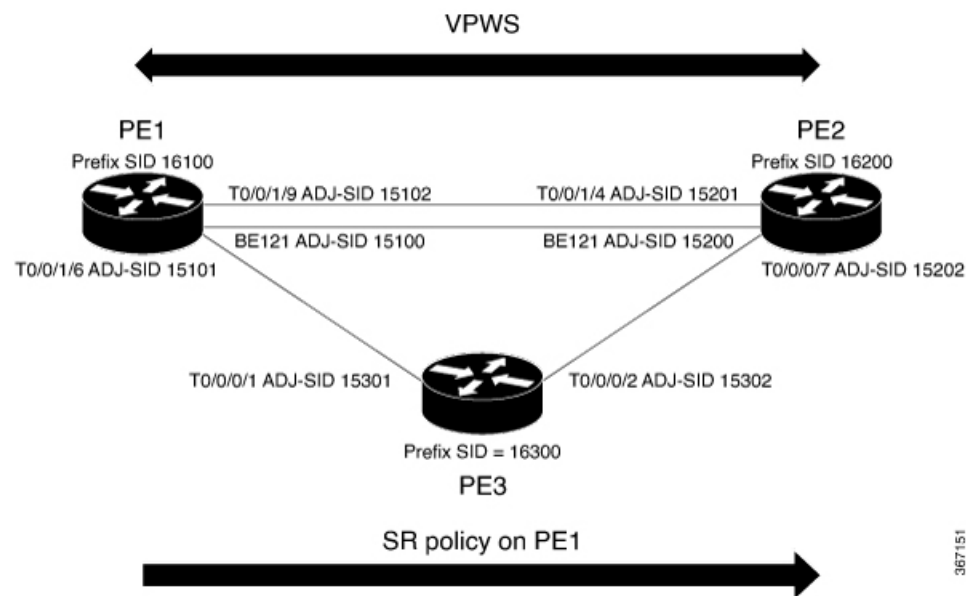 VPWS
PE1
PE2
Prefix SID 16100
Prefix SID 16200
T0/0/1/9 ADJ-SID 15102
T0/0/1/4 ADJ-SID 15201
BE121 ADJ-SID 15100
BE121 ADJ-SID 15200
T0/0/1/6 ADJ-SID 15101
T0/0/0/7 ADJ-SID 15202
T0/0/0/1 ADJ-SID 15301
T0/0/0/2 ADJ-SID 15302
Prefix SID = 16300
PE3
SR policy on PE1
367151